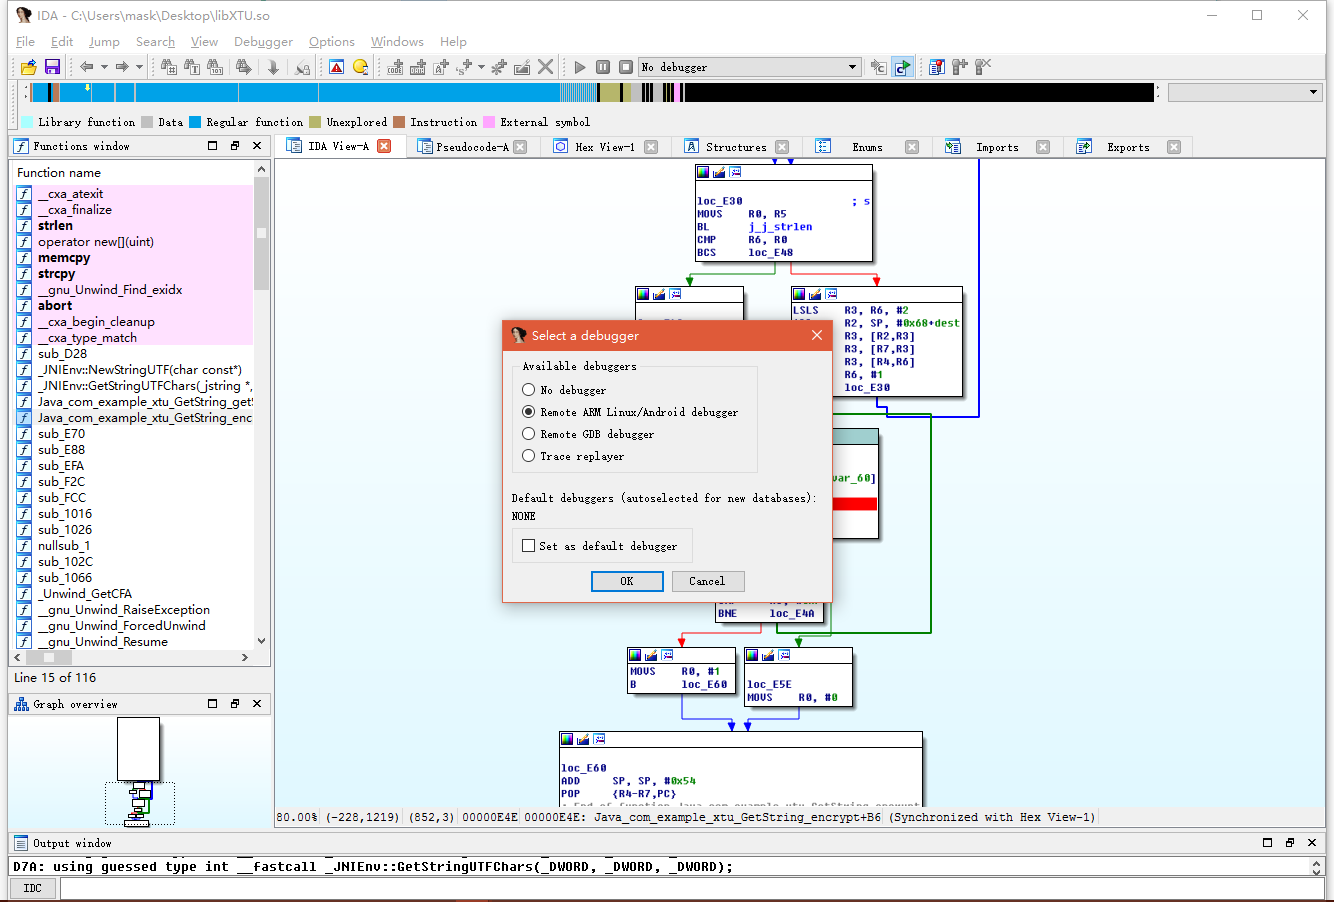 IDA - C:\Users\mask\Desktop\libXTU.so
File Edit Jump Search View Debugger Options Windows Help
No debugger
Library function Data Regular function Unexplored Instruction External symbol
Functions window
IDA View-A Pseudocode-A Hex View-1 Structures Enums Imports Exports
Function name
__cxa_atexit
__cxa_finalize
strlen
operator new[](uint)
memcpy
strcpy
__gnu_Unwind_Find_exidx
abort
__cxa_begin_cleanup
__cxa_type_match
sub_D28
_JNIEnv::NewStringUTF(char const*)
_JNIEnv::GetStringUTFChars(_jstring *,
Java_com_example_xtu_GetString_get
Java_com_example_xtu_GetString_enc
sub_E70
sub_E88
sub_EFA
sub_F2C
sub_FCC
sub_1016
sub_1026
nullsub_1
sub_102C
sub_1066
_Unwind_GetCFA
__gnu_Unwind_RaiseException
__gnu_Unwind_ForcedUnwind
__gnu_Unwind_Resume
Line 15 of 116
Graph overview
loc_E30 ; s
MOVS R0, R5
BL j_j_strlen
CMP R6, R0
BCS loc_E48
LSLS R3, R6, #2
R2, SP, #0x68+dest
R3, [R2,R3]
R3, [R7,R3]
R3, [R4,R6]
R6, #1
loc_E30
Select a debugger
Available debuggers
No debugger
Remote ARM Linux/Android debugger
Remote GDB debugger
Trace replayer
Default debuggers (autoselected for new databases):
NONE
Set as default debugger
OK Cancel
var_60]
BNE loc_E4A
MOVS R0, #1
B loc_E60
loc_E5E
MOVS R0, #0
loc_E60
ADD SP, SP, #0x54
POP {R4-R7,PC}
; End of function Java_com_example_xtu_GetString_encrypt
80.00% (-228,1219) (852,3) 00000E4E 00000E4E: Java_com_example_xtu_GetString_encrypt+B6 (Synchronized with Hex View-1)
Output window
D7A: using guessed type int __fastcall _JNIEnv::GetStringUTFChars(_DWORD, _DWORD, _DWORD);
IDC